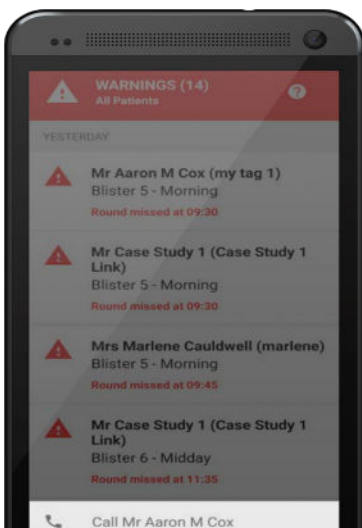 WARNINGS (14)
All Patients
?
YESTERDAY
Mr Aaron M Cox (my tag 1)
Blister 5 - Morning
Round missed at 09:30
Mr Case Study 1 (Case Study 1
Link)
Blister 5 - Morning
Round missed at 09:30
Mrs Marlene Cauldwell (marlene)
Blister 5 - Morning
Round missed at 09:45
Mr Case Study 1 (Case Study 1
Link)
Blister 6 - Midday
Round missed at 11:35
Call Mr Aaron M Cox